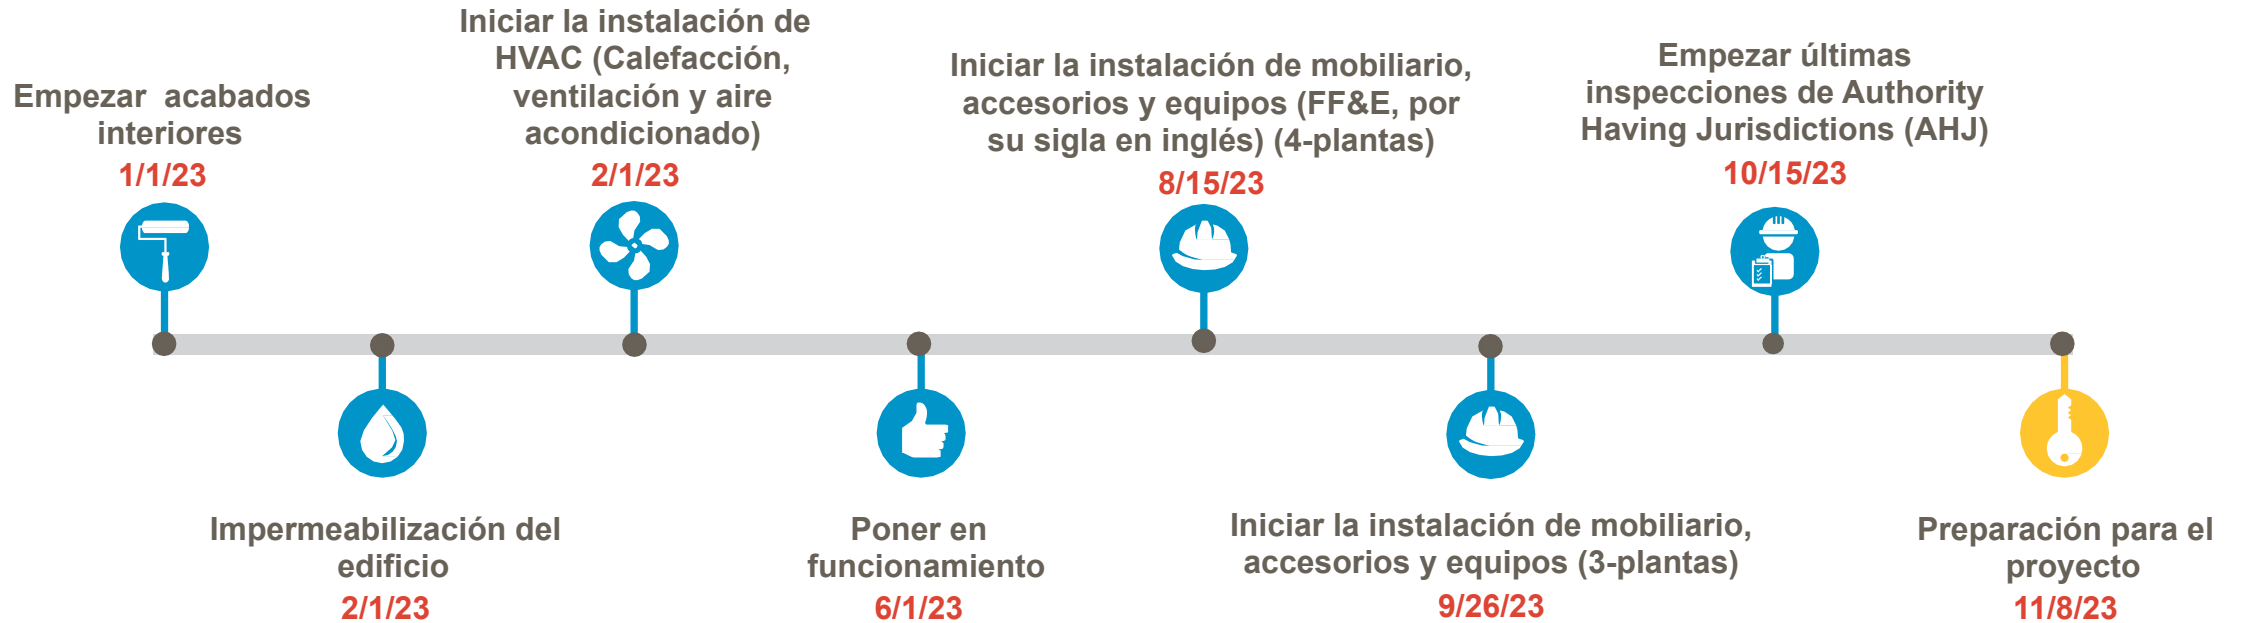 Empezar acabados
interiores
1/1/23
Impermeabilización del
edificio
2/1/23
Iniciar la instalación de
HVAC (Calefacción,
ventilación y aire
acondicionado)
2/1/23
Poner en
funcionamiento
6/1/23
Iniciar la instalación de mobiliario,
accesorios y equipos (FF&E, por
su sigla en inglés) (4-plantas)
8/15/23
Iniciar la instalación de mobiliario,
accesorios y equipos (3-plantas)
9/26/23
Empezar últimas
inspecciones de Authority
Having Jurisdictions (AHJ)
10/15/23
Preparación para el
proyecto
11/8/23